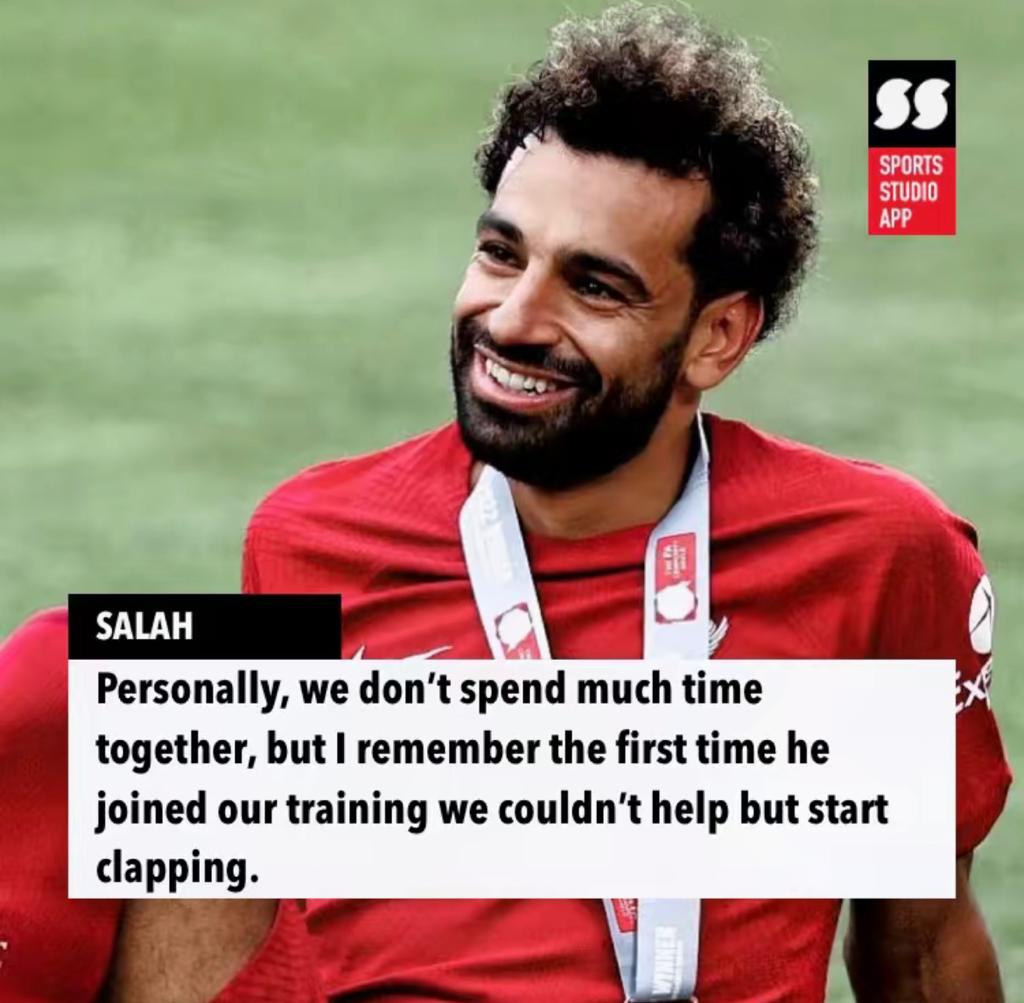 SPORTS
STUDIO
APP
SALAH
Personally, we don't spend much time
together, but I remember the first time he
joined our training we couldn't help but start
clapping.
WINNER